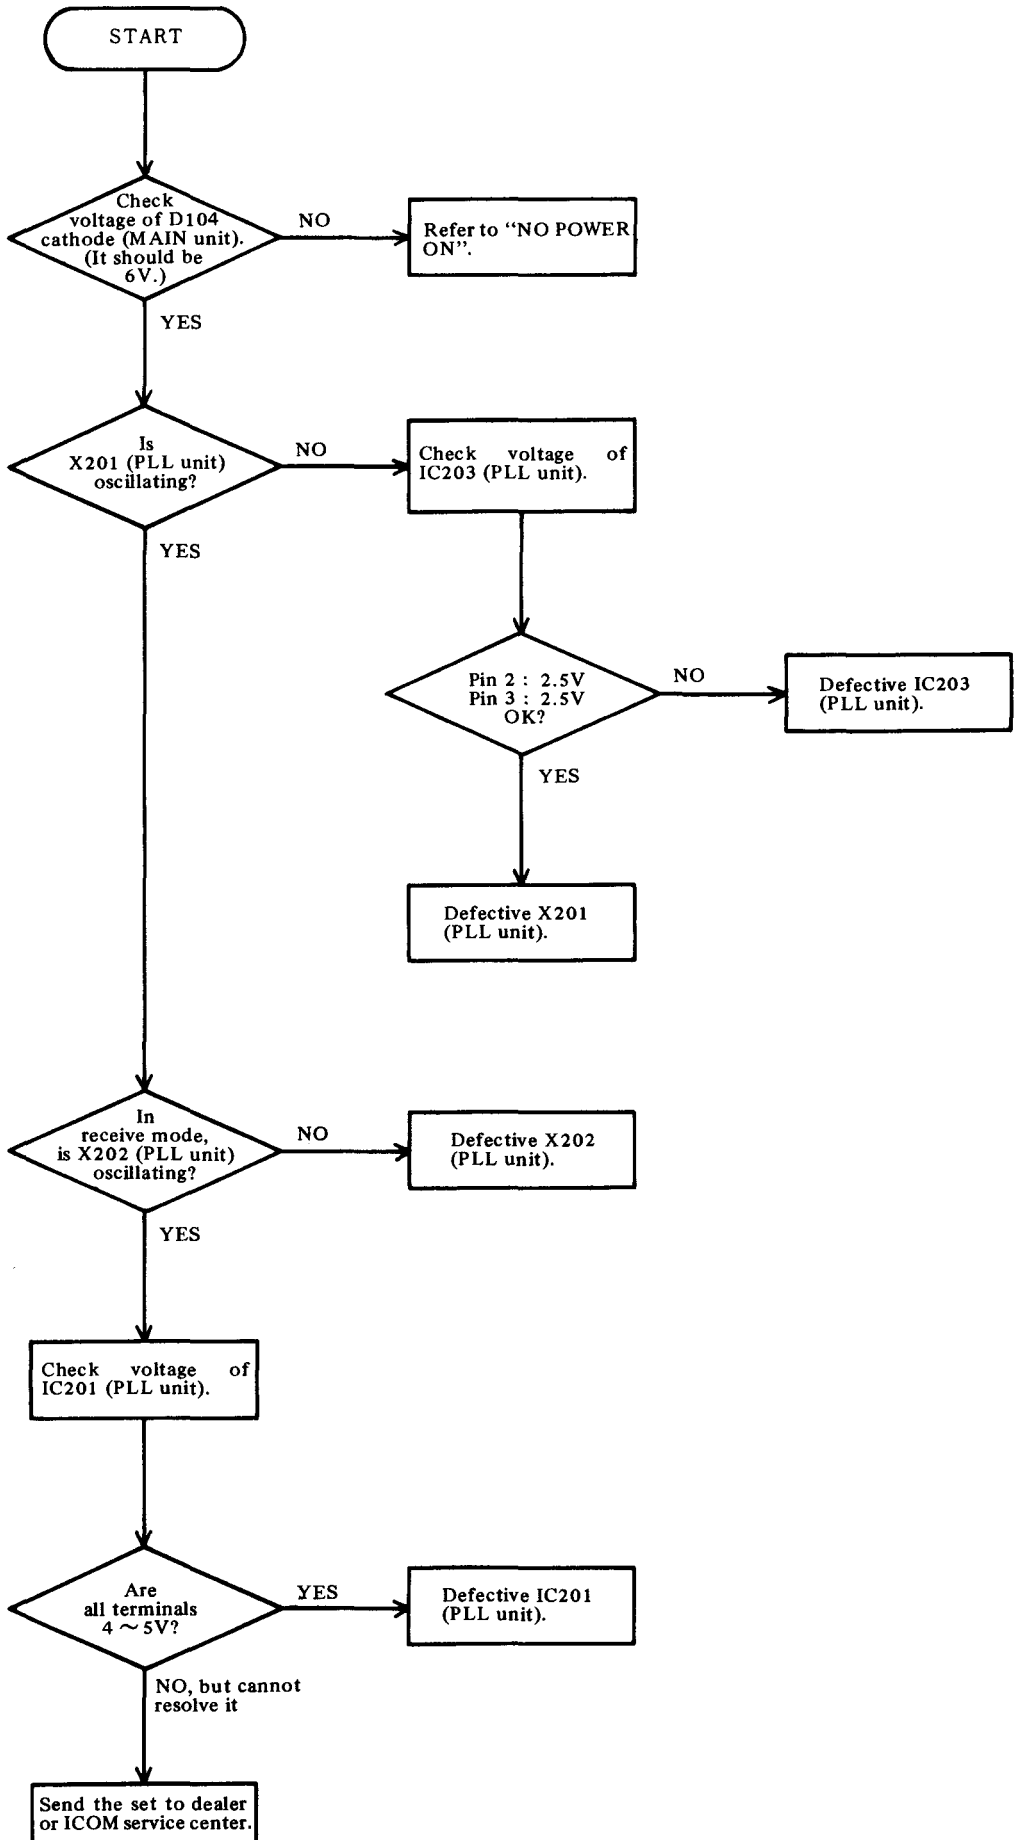 START
Check
voltage of D104
cathode (MAIN unit).
(It should be
6V.)
NO
Refer to “NO POWER
ON”.
YES
Is
X201 (PLL unit)
oscillating?
NO
Check voltage of
IC203 (PLL unit).
YES
Pin 2 : 2.5V
Pin 3 : 2.5V
OK?
NO
Defective IC203
(PLL unit).
YES
Defective X201
(PLL unit).
In
receive mode,
is X202 (PLL unit)
oscillating?
NO
Defective X202
(PLL unit).
YES
Check voltage of
IC201 (PLL unit).
Are
all terminals
4 ~ 5V?
YES
Defective IC201
(PLL unit).
NO, but cannot
resolve it
Send the set to dealer
or ICOM service center.